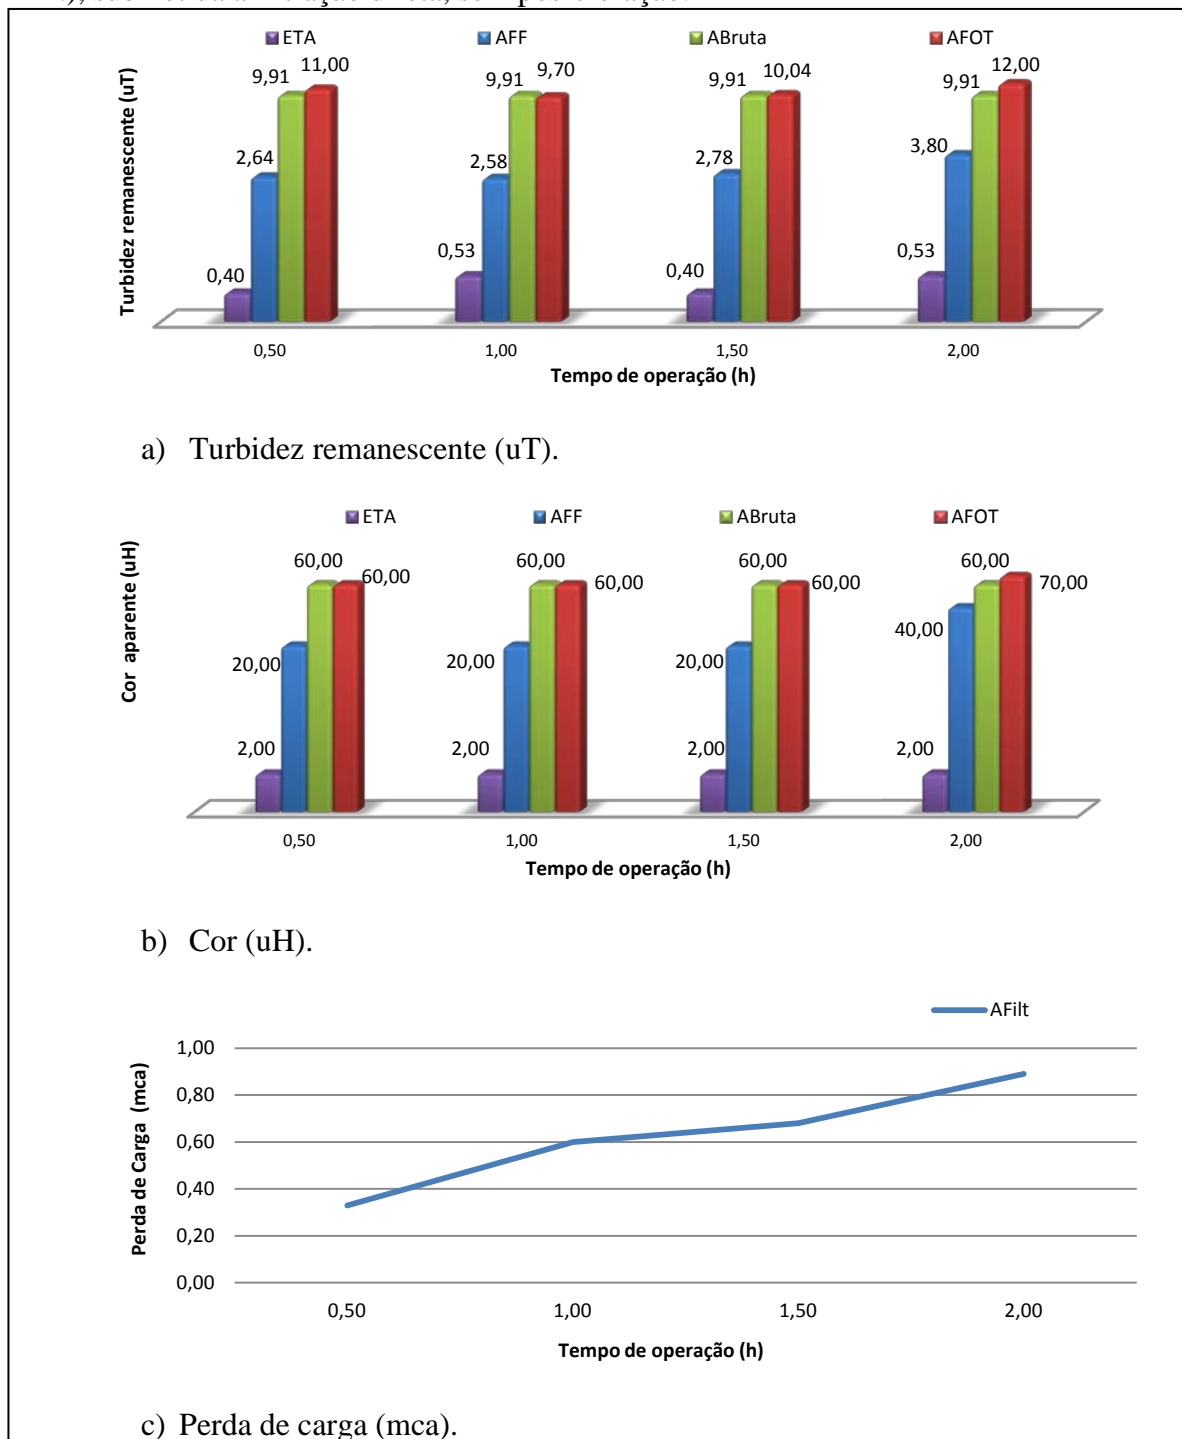 ETA AFF ABruta AFOT
Turbidez remanescente (uT)
0,40 2,64 9,91 11,00
0,53 2,58 9,91 9,70
0,40 2,78 9,91 10,04
0,53 3,80 9,91 12,00
0,50 1,00 1,50 2,00
Tempo de operação (h)
a) Turbidez remanescente (uT).
ETA AFF ABruta AFOT
Cor aparente (uH)
2,00 20,00 60,00 60,00
2,00 20,00 60,00 60,00
2,00 20,00 60,00 60,00
2,00 40,00 60,00 70,00
0,50 1,00 1,50 2,00
Tempo de operação (h)
b) Cor (uH).
AFilt
Perda de Carga (mca)
1,00
0,80
0,60
0,40
0,20
0,00
0,50 1,00 1,50 2,00
Tempo de operação (h)
c) Perda de carga (mca).